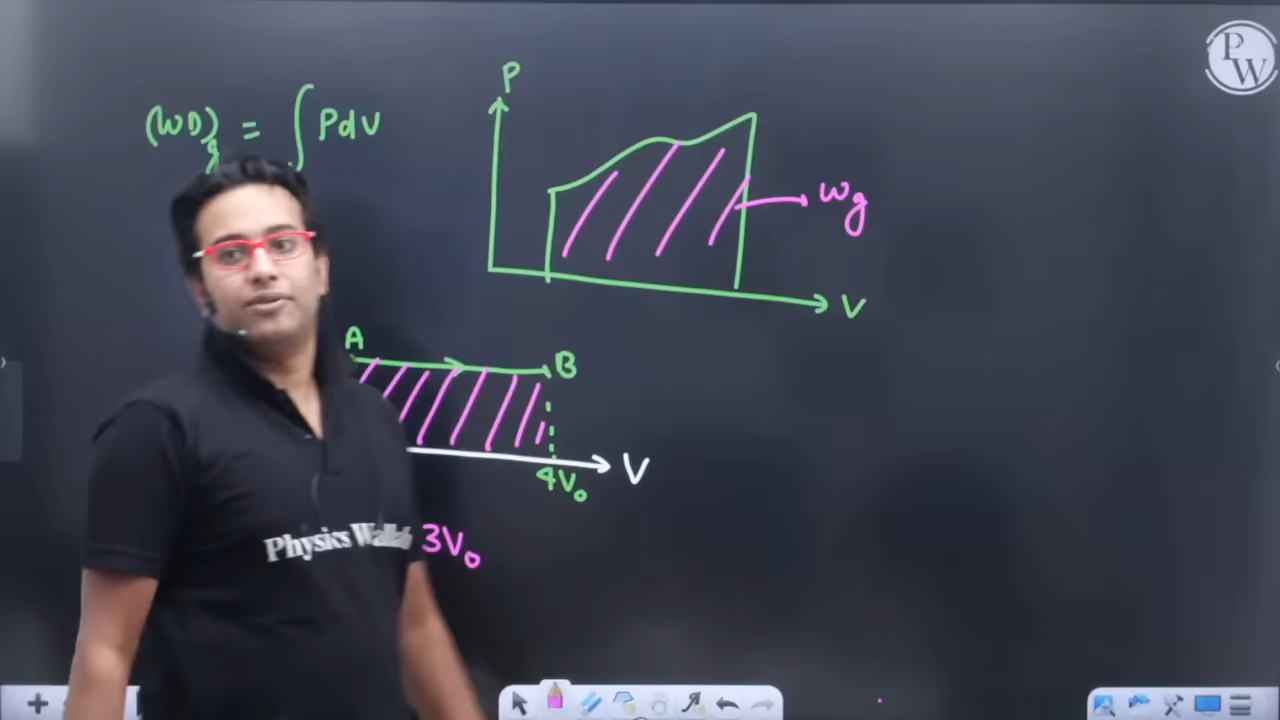 PW
P
(WD)g = ∫ PdV
Wg
V
A
B
V
4V₀
3V₀
Physics Wallah